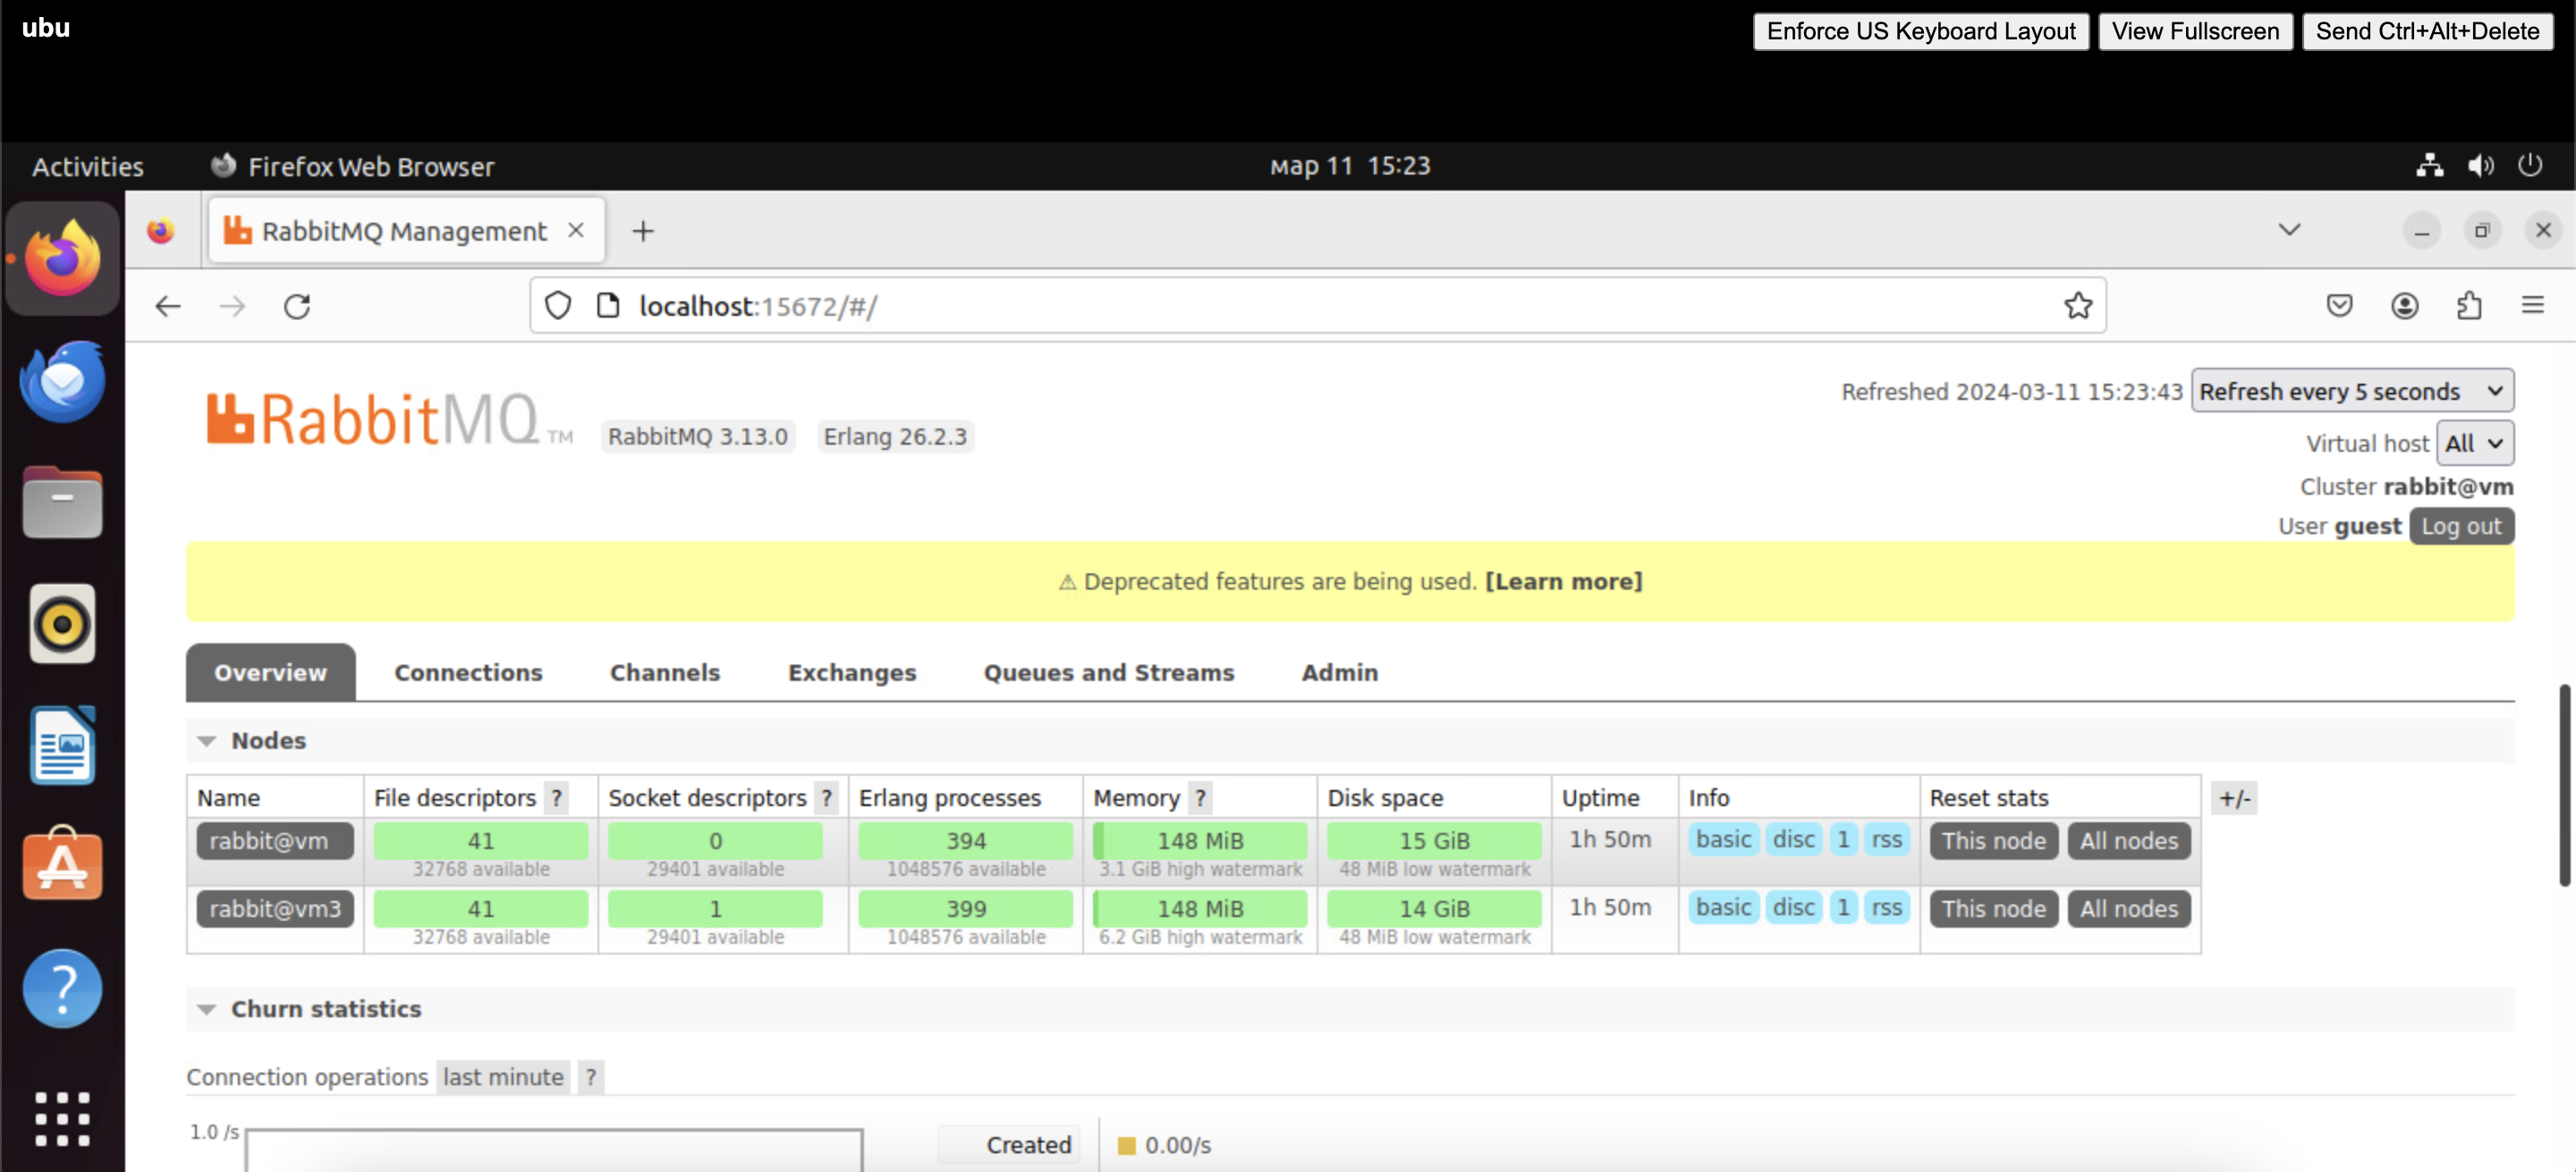 ubu
Enforce US Keyboard Layout View Fullscreen Send Ctrl+Alt+Delete
Activities Firefox Web Browser мар 11 15:23
RabbitMQ Management
localhost:15672/#/
Refreshed 2024-03-11 15:23:43 Refresh every 5 seconds
RabbitMQ TM RabbitMQ 3.13.0 Erlang 26.2.3
Virtual host All
Cluster rabbit@vm
User guest Log out
⚠ Deprecated features are being used. [Learn more]
Overview Connections Channels Exchanges Queues and Streams Admin
Nodes
Name File descriptors ? Socket descriptors ? Erlang processes Memory ? Disk space Uptime Info Reset stats +/-
rabbit@vm 41 0 394 148 MiB 15 GiB 1h 50m basic disc 1 rss This node All nodes
32768 available 29401 available 1048576 available 3.1 GiB high watermark 48 MiB low watermark
rabbit@vm3 41 1 399 148 MiB 14 GiB 1h 50m basic disc 1 rss This node All nodes
32768 available 29401 available 1048576 available 6.2 GiB high watermark 48 MiB low watermark
Churn statistics
Connection operations last minute ?
1.0 /s
Created 0.00/s